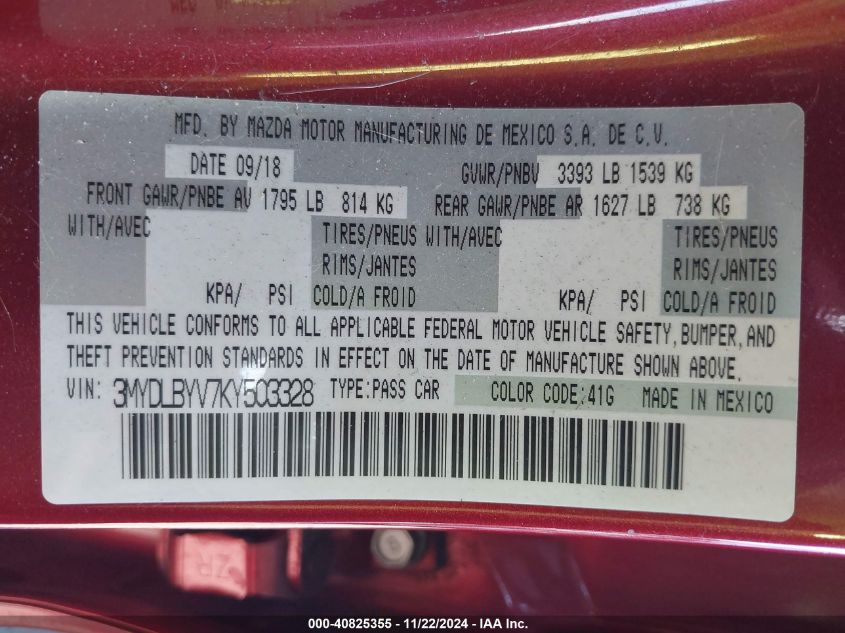 MFD. BY MAZDA MOTOR MANUFACTURING DE MEXICO S.A. DE C.V.
DATE 09/18 GVWR/PNBV 3393 LB 1539 KG
FRONT GAWR/PNBE AV 1795 LB 814 KG REAR GAWR/PNBE AR 1627 LB 738 KG
WITH/AVEC TIRES/PNEUS WITH/AVEC TIRES/PNEUS
RIMS/JANTES RIMS/JANTES
KPA/ PSI COLD/A FROID KPA/ PSI COLD/A FROID
THIS VEHICLE CONFORMS TO ALL APPLICABLE FEDERAL MOTOR VEHICLE SAFETY, BUMPER, AND
THEFT PREVENTION STANDARDS IN EFFECT ON THE DATE OF MANUFACTURE SHOWN ABOVE.
VIN: 3MYDLBYV7KY503328 TYPE:PASS CAR COLOR CODE:41G MADE IN MEXICO
000-40825355 - 11/22/2024 - IAA Inc.